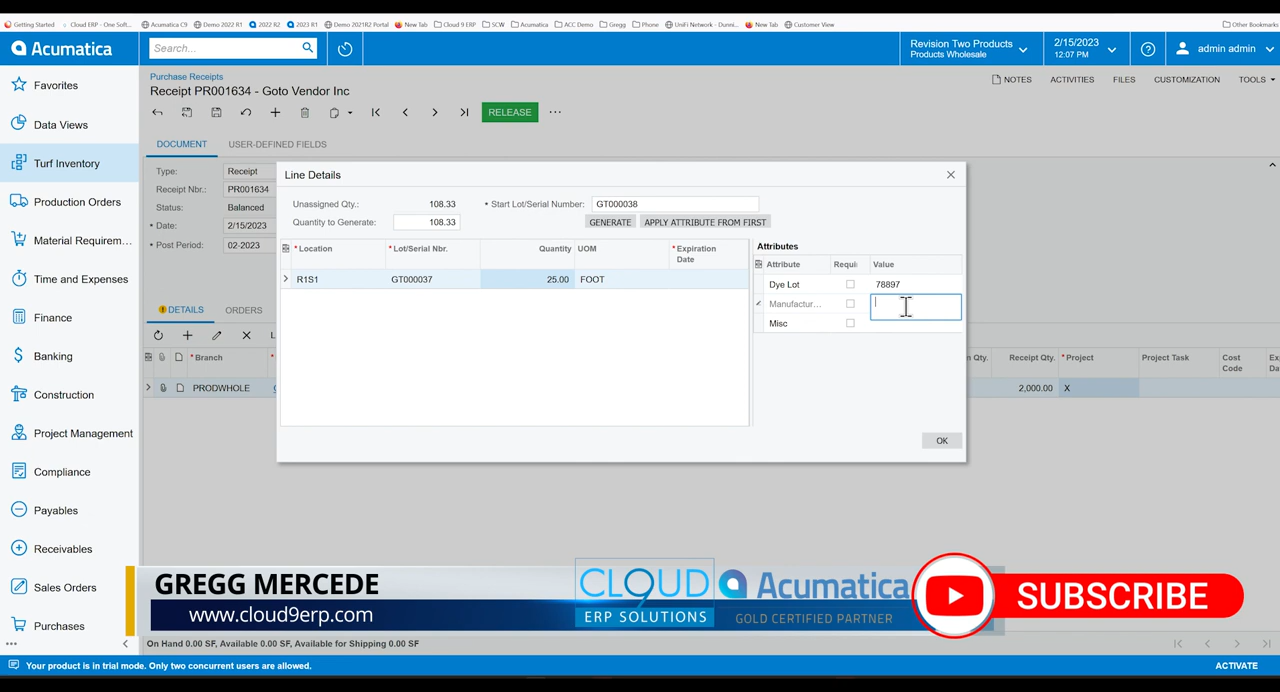 Getting Started
Cloud ERP - One Soft...
Acumatica C9
Demo 2022 R1
2022 R2
2023 R1
Demo 2021R2 Portal
New Tab
Cloud 9 ERP
SCW
Acumatica
ACC Demo
Gregg
Phone
UniFi Network - Dunni...
New Tab
Customer View
Other Bookmarks
Acumatica
Search...
Revision Two Products
Products Wholesale
2/15/2023
12:07 PM
admin admin
Favorites
Data Views
Turf Inventory
Production Orders
Material Requirem...
Time and Expenses
Finance
Banking
Construction
Project Management
Compliance
Payables
Receivables
Sales Orders
Purchases
Purchase Receipts
Receipt PR001634 - Goto Vendor Inc
NOTES
ACTIVITIES
FILES
CUSTOMIZATION
TOOLS
RELEASE
DOCUMENT
USER-DEFINED FIELDS
Type: Receipt
Receipt Nbr.: PR001634
Status: Balanced
Date: 2/15/2023
Post Period: 02-2023
DETAILS
ORDERS
L
* Branch
n Qty.
Receipt Qty.
* Project
Project Task
Cost Code
Ex Da
PRODWHOLE
2,000.00
X
Line Details
Unassigned Qty.: 108.33
Start Lot/Serial Number: GT000038
Quantity to Generate: 108.33
GENERATE
APPLY ATTRIBUTE FROM FIRST
* Location
* Lot/Serial Nbr.
Quantity
UOM
* Expiration Date
R1S1
GT000037
25.00
FOOT
Attributes
Attribute
Requi
Value
Dye Lot
78897
Manufactur...
Misc
OK
GREGG MERCEDE
www.cloud9erp.com
CLOUD 9
ERP SOLUTIONS
Acumatica
GOLD CERTIFIED PARTNER
SUBSCRIBE
On Hand 0.00 SF, Available 0.00 SF, Available for Shipping 0.00 SF
Your product is in trial mode. Only two concurrent users are allowed.
ACTIVATE